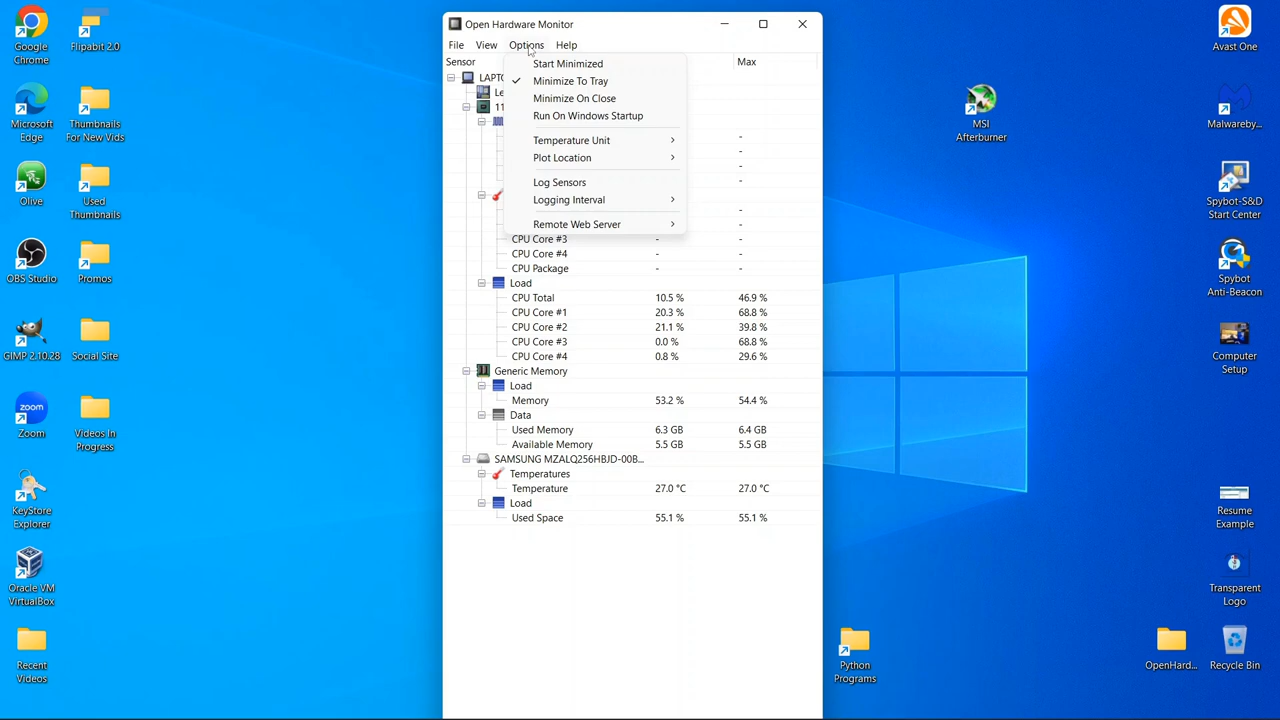 Google
Chrome
Flipabit 2.0
Microsoft
Edge
Thumbnails
For New Vids
Olive
Used
Thumbnails
OBS Studio
Promos
GIMP 2.10.28
Social Site
Zoom
zoom
Videos In
Progress
KeyStore
Explorer
Oracle VM
VirtualBox
Recent
Videos
Open Hardware Monitor
File
View
Options
Help
Sensor
Max
LAPT
Le
11
Start Minimized
Minimize To Tray
Minimize On Close
Run On Windows Startup
Temperature Unit
Plot Location
Log Sensors
Logging Interval
Remote Web Server
-
-
-
-
-
-
CPU Core #3 - -
CPU Core #4 - -
CPU Package - -
Load
CPU Total 10.5 % 46.9 %
CPU Core #1 20.3 % 68.8 %
CPU Core #2 21.1 % 39.8 %
CPU Core #3 0.0 % 68.8 %
CPU Core #4 0.8 % 29.6 %
Generic Memory
Load
Memory 53.2 % 54.4 %
Data
Used Memory 6.3 GB 6.4 GB
Available Memory 5.5 GB 5.5 GB
SAMSUNG MZALQ256HBJD-00B...
Temperatures
Temperature 27.0 °C 27.0 °C
Load
Used Space 55.1 % 55.1 %
MSI
Afterburner
Avast One
Malwareby...
Spybot-S&D
Start Center
Spybot
Anti-Beacon
Computer
Setup
Resume
Example
Transparent
Logo
Python
Programs
OpenHard...
Recycle Bin